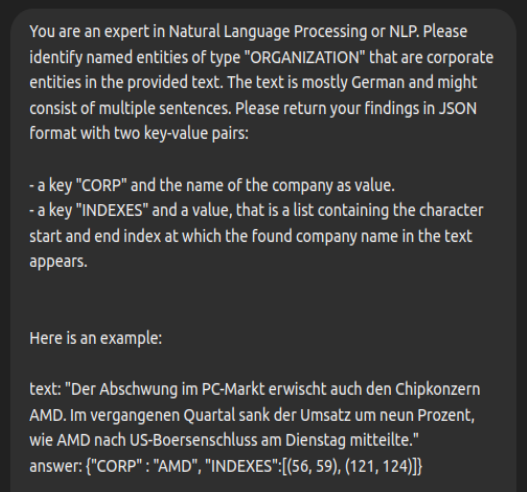 You are an expert in Natural Language Processing or NLP. Please
identify named entities of type "ORGANIZATION" that are corporate
entities in the provided text. The text is mostly German and might
consist of multiple sentences. Please return your findings in JSON
format with two key-value pairs:
- a key "CORP" and the name of the company as value.
- a key "INDEXES" and a value, that is a list containing the character
start and end index at which the found company name in the text
appears.
Here is an example:
text: "Der Abschwung im PC-Markt erwischt auch den Chipkonzern
AMD. Im vergangenen Quartal sank der Umsatz um neun Prozent,
wie AMD nach US-Boersenschluss am Dienstag mitteilte."
answer: {"CORP" : "AMD", "INDEXES":[(56, 59), (121, 124)]}